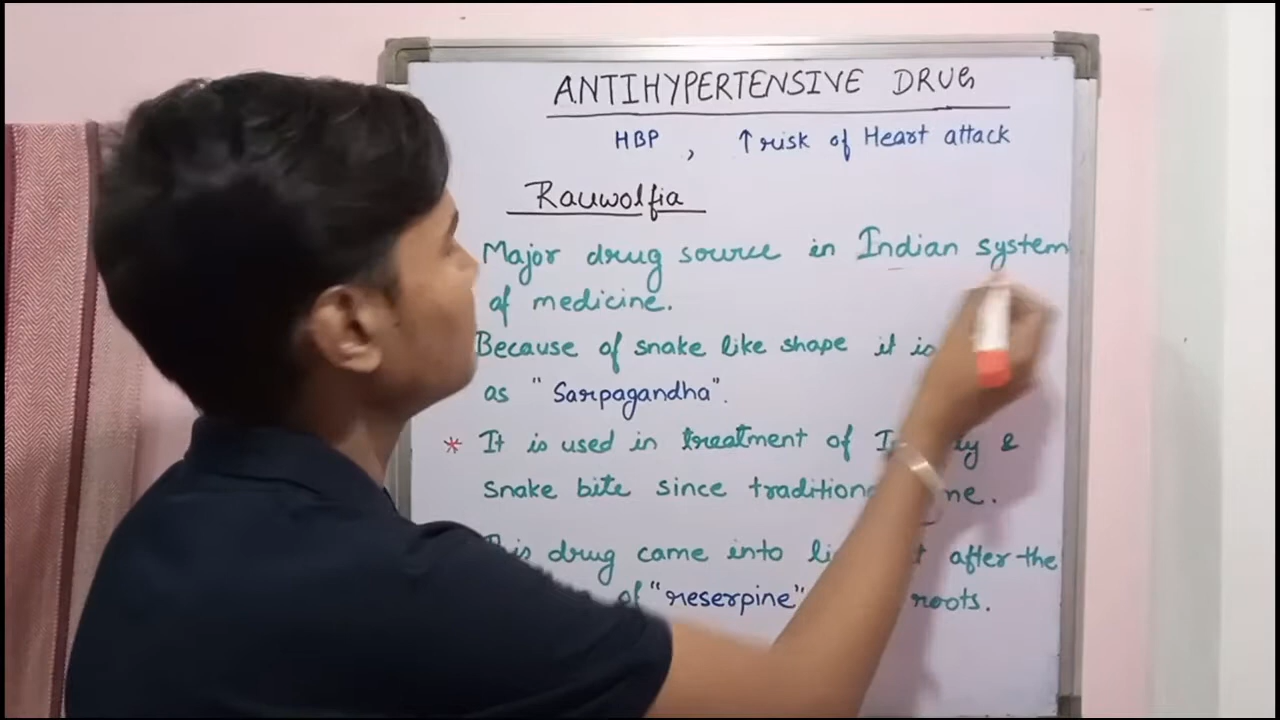 ANTIHYPERTENSIVE DRUG
HBP , ↑ risk of Heart attack
Rauwolfia
Major drug source in Indian system
of medicine.
Because of snake like shape it is
as "Sarpagandha".
* It is used in treatment of &
snake bite since .
drug came into after the
of "reserpine" roots.